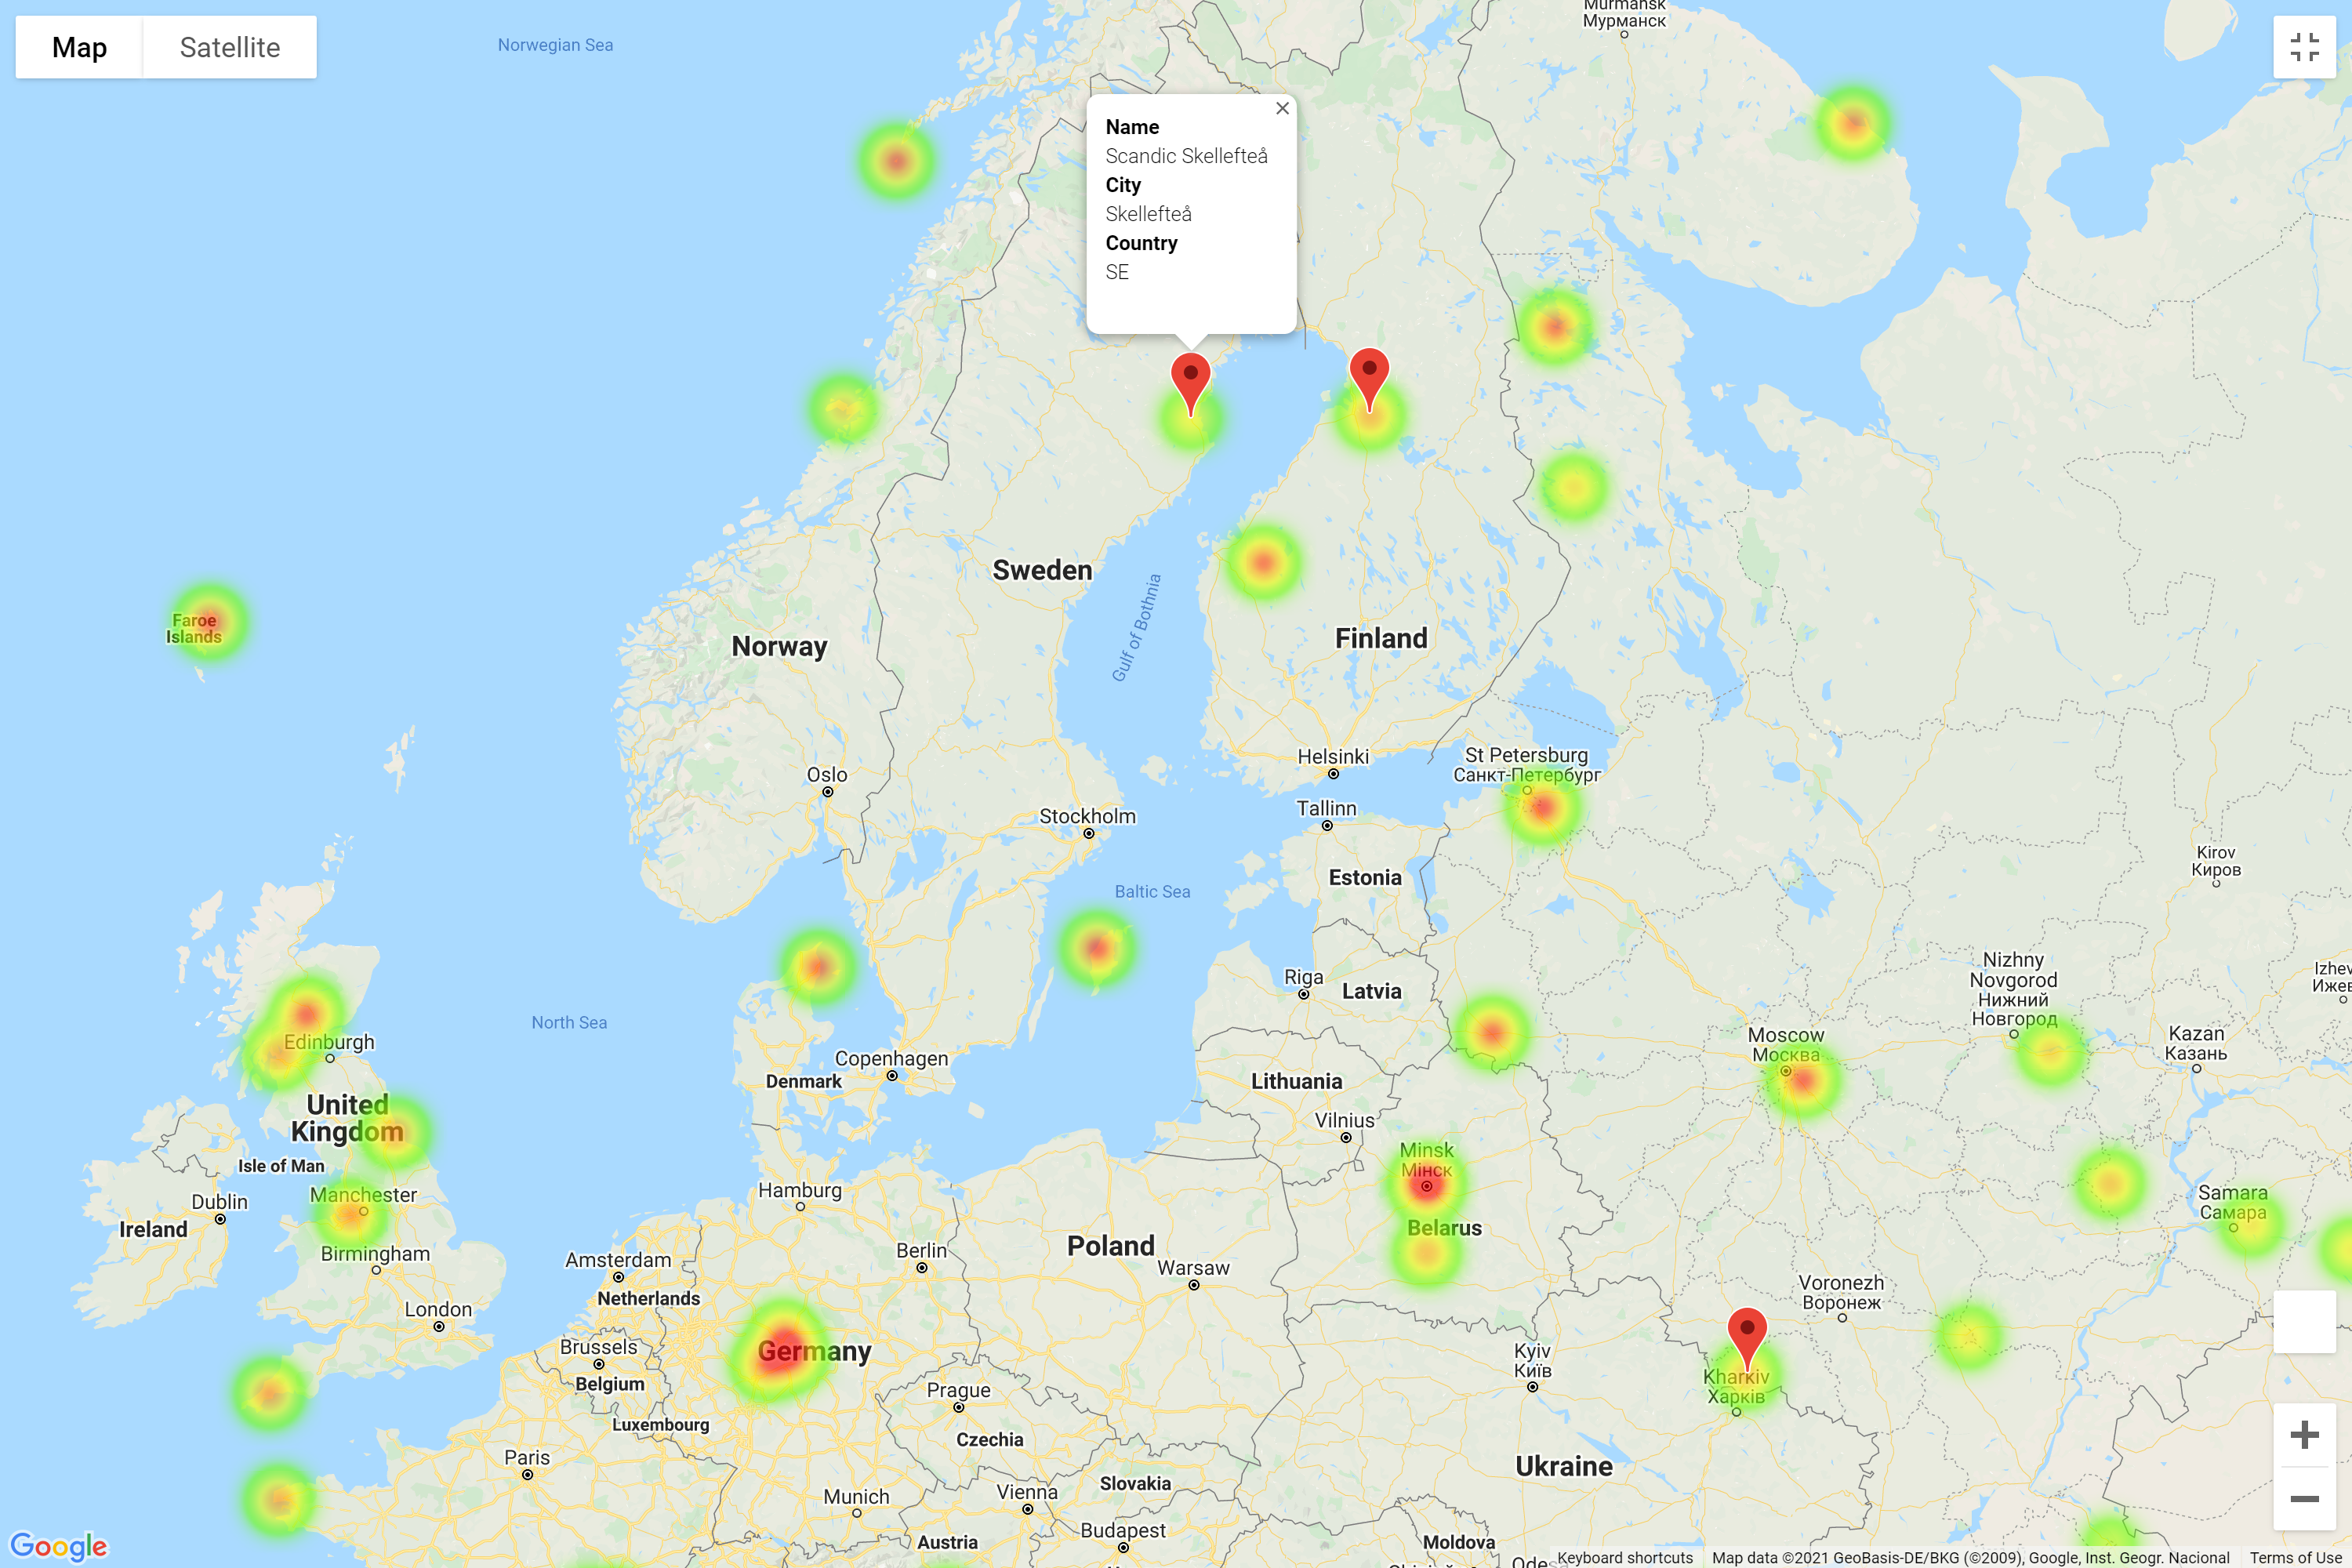 Map
Satellite
Norwegian Sea
Murmansk
Мурманск
Name
Scandic Skellefteå
City
Skellefteå
Country
SE
Sweden
Gulf of Bothnia
Faroe
Islands
Norway
Finland
Oslo
Helsinki
St Petersburg
Санкт-Петербург
Stockholm
Tallinn
Kirov
Киров
Estonia
Baltic Sea
Riga
Latvia
Nizhny
Novgorod
Нижний
Новгород
North Sea
Edinburgh
Moscow
Москва
Kazan
Казань
Copenhagen
Denmark
Lithuania
United
Kingdom
Vilnius
Isle of Man
Minsk
Мінск
Manchester
Dublin
Ireland
Hamburg
Samara
Самара
Belarus
Birmingham
Berlin
Poland
Amsterdam
Warsaw
Netherlands
Voronezh
Воронеж
London
Germany
Brussels
Belgium
Kyiv
Київ
Kharkiv
Харків
Prague
Luxembourg
Czechia
Paris
Ukraine
Slovakia
Munich
Vienna
Budapest
Austria
Moldova
Google
Keyboard shortcuts
Map data ©2021 GeoBasis-DE/BKG (©2009), Google, Inst. Geogr. Nacional
Terms of Use